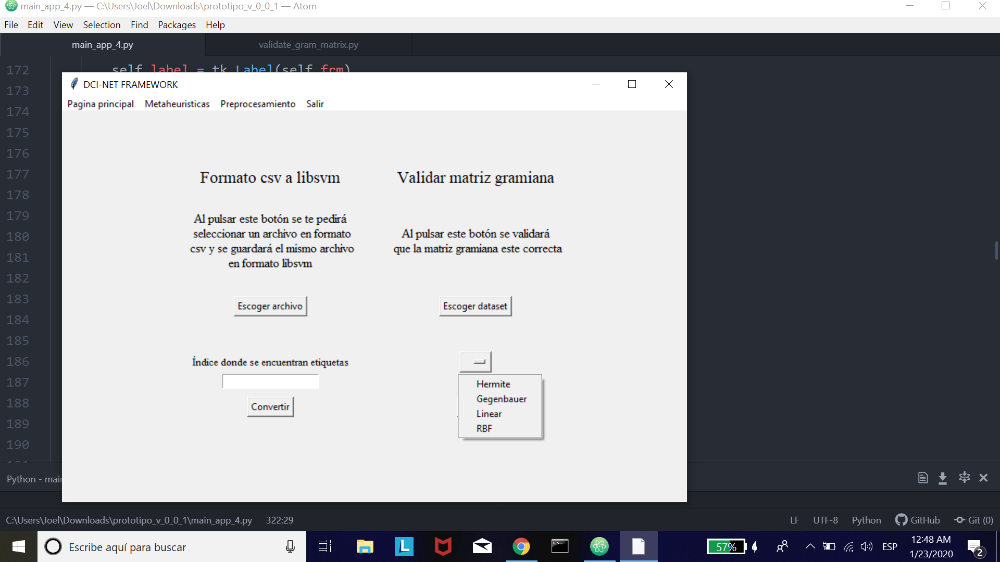 main_app_4.py — C:\Users\Joel\Downloads\prototipo_v_0_0_1 — Atom
File Edit View Selection Find Packages Help
main_app_4.py validate_gram_matrix.py
172 self.label = tk.Label(self.frm)
173
174
175
176
177
178
179
180
181
182
183
184
185
186
187
188
189
190
DCI-NET FRAMEWORK
Pagina principal Metaheuristicas Preprocesamiento Salir
Formato csv a libsvm
Al pulsar este botón se te pedirá
seleccionar un archivo en formato
csv y se guardará el mismo archivo
en formato libsvm
Escoger archivo
Índice donde se encuentran etiquetas
Convertir
Validar matriz gramiana
Al pulsar este botón se validará
que la matriz gramiana este correcta
Escoger dataset
Hermite
Gegenbauer
Linear
RBF
Python - mai
C:\Users\Joel\Downloads\prototipo_v_0_0_1\main_app_4.py 322:29
LF UTF-8 Python GitHub Git (0)
Escribe aquí para buscar
L
57%
ESP
12:48 AM
1/23/2020
2